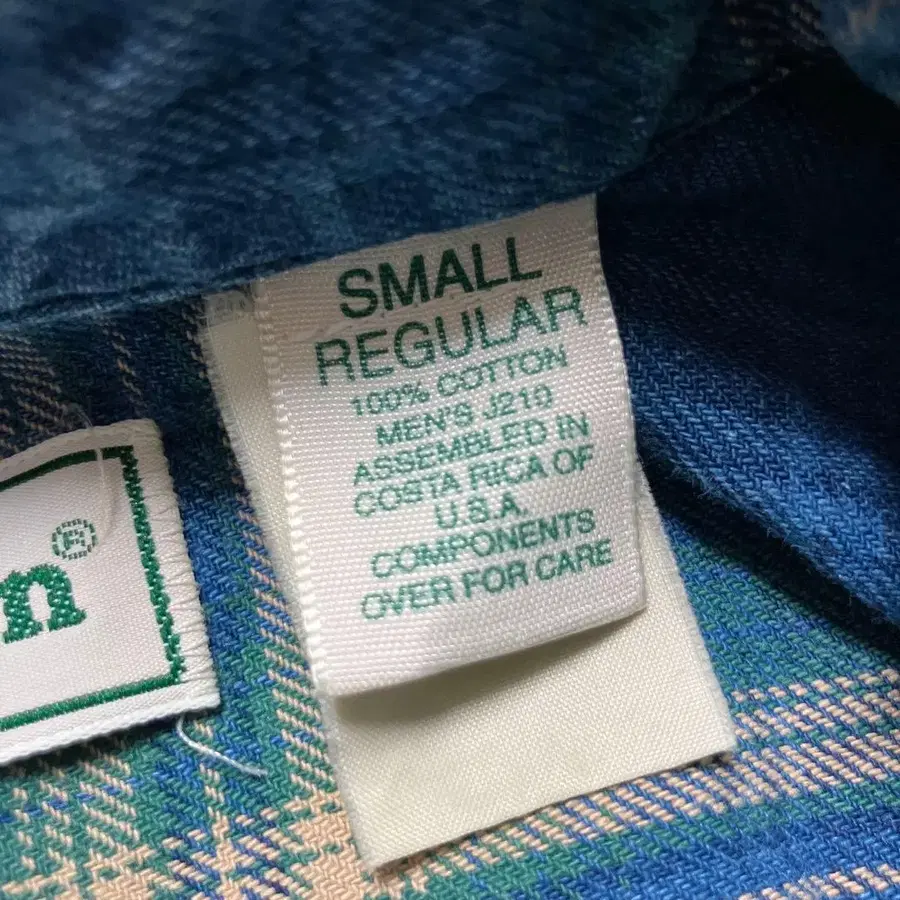 SMALL
REGULAR
100% COTTON
MEN'S J210
ASSEMBLED IN
COSTA RICA OF
U.S.A.
COMPONENTS
OVER FOR CARE
n®